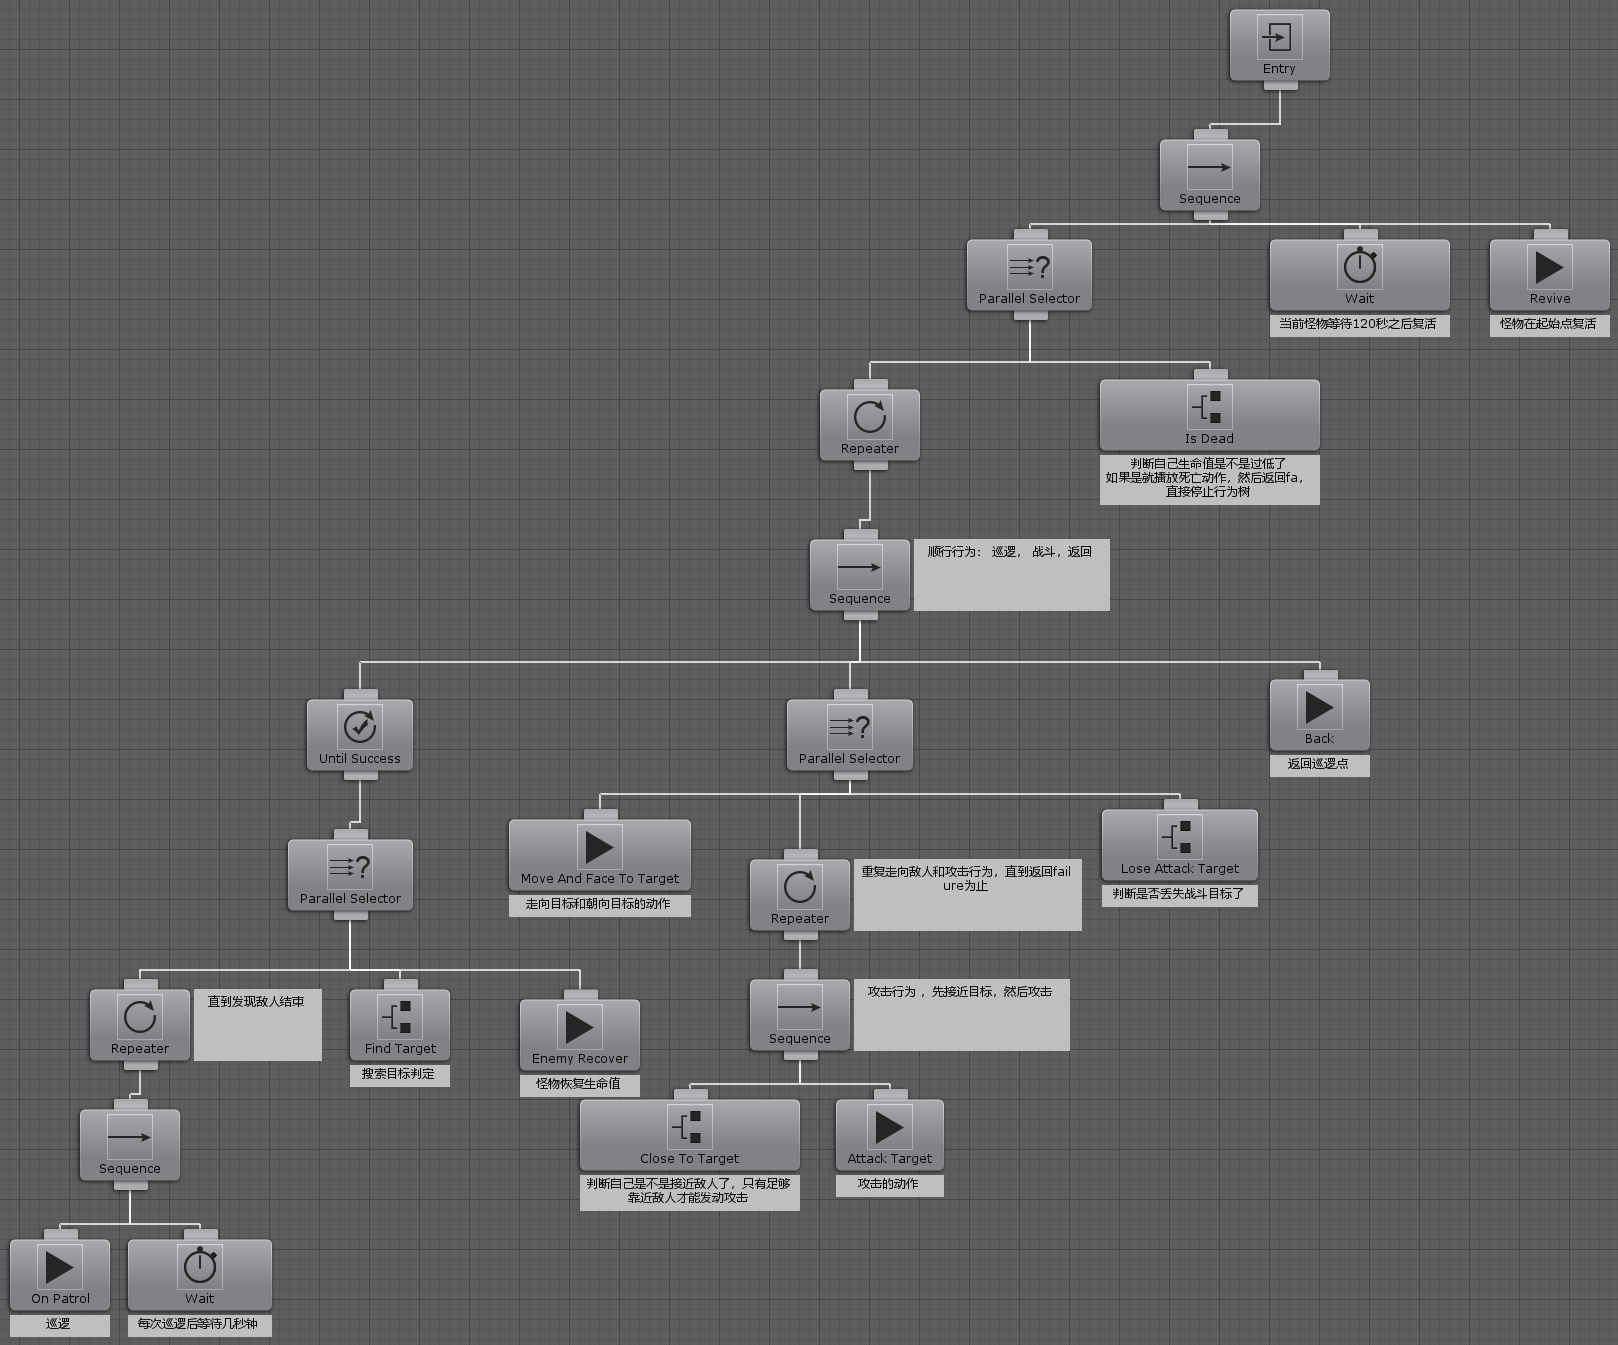 Entry
Sequence
Parallel Selector
Wait
Revive
当前怪物等待120秒之后复活
怪物在起始点复活
Repeater
Is Dead
判断自己生命值是不是过低了
如果是就播放死亡动作，然后返回fa，
直接停止行为树
Sequence
顺行行为： 巡逻， 战斗，返回
Until Success
Parallel Selector
Back
返回巡逻点
Parallel Selector
Move And Face To Target
走向目标和朝向目标的动作
Repeater
重复走向敌人和攻击行为，直到返回fail
ure为止
Lose Attack Target
判断是否丢失战斗目标了
Repeater
直到发现敌人结束
Find Target
搜索目标判定
Enemy Recover
怪物恢复生命值
Sequence
攻击行为 ，先接近目标，然后攻击
Sequence
Close To Target
判断自己是不是接近敌人了，只有足够
靠近敌人才能发动攻击
Attack Target
攻击的动作
On Patrol
巡逻
Wait
每次巡逻后等待几秒钟